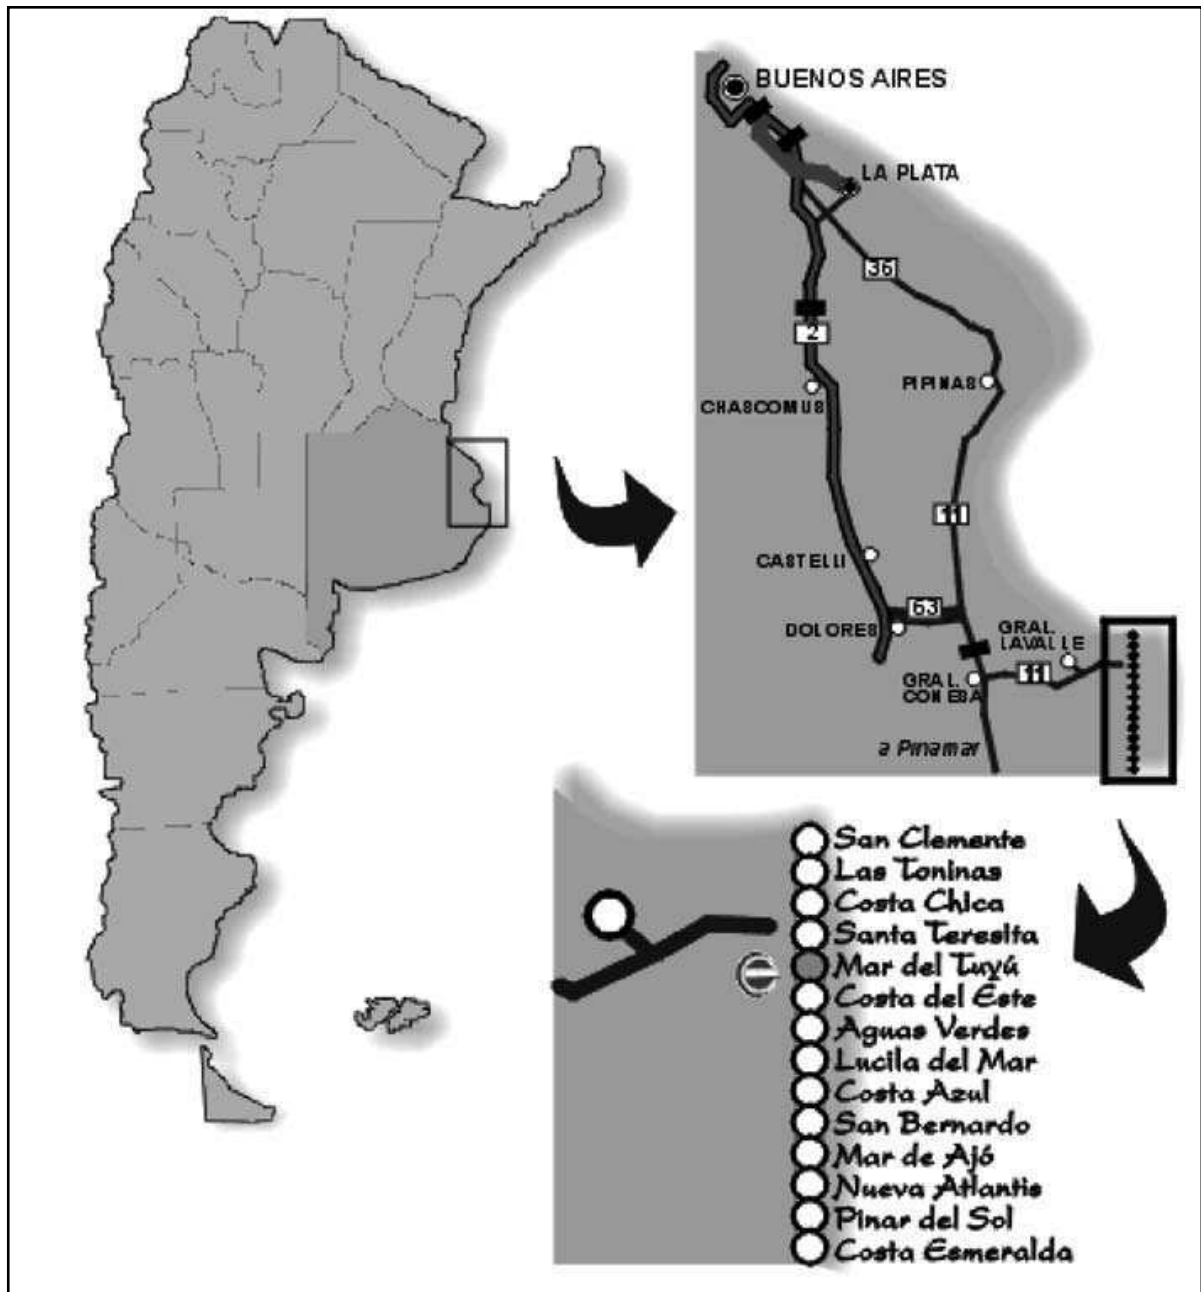 BUENOS AIRES
LA PLATA
36
2
PIPINAS
CHASCOMUS
11
CASTELLI
63
DOLORES
GRAL.
LAVALLE
11
GRAL.
CONESA
a Pinamar
San Clemente
Las Toninas
Costa Chica
Santa Teresita
Mar del Tuyú
Costa del Éste
Aguas Verdes
Lucila del Mar
Costa Azul
San Bernardo
Mar de Ajó
Nueva Atlantis
Pinar del Sol
Costa Esmeralda